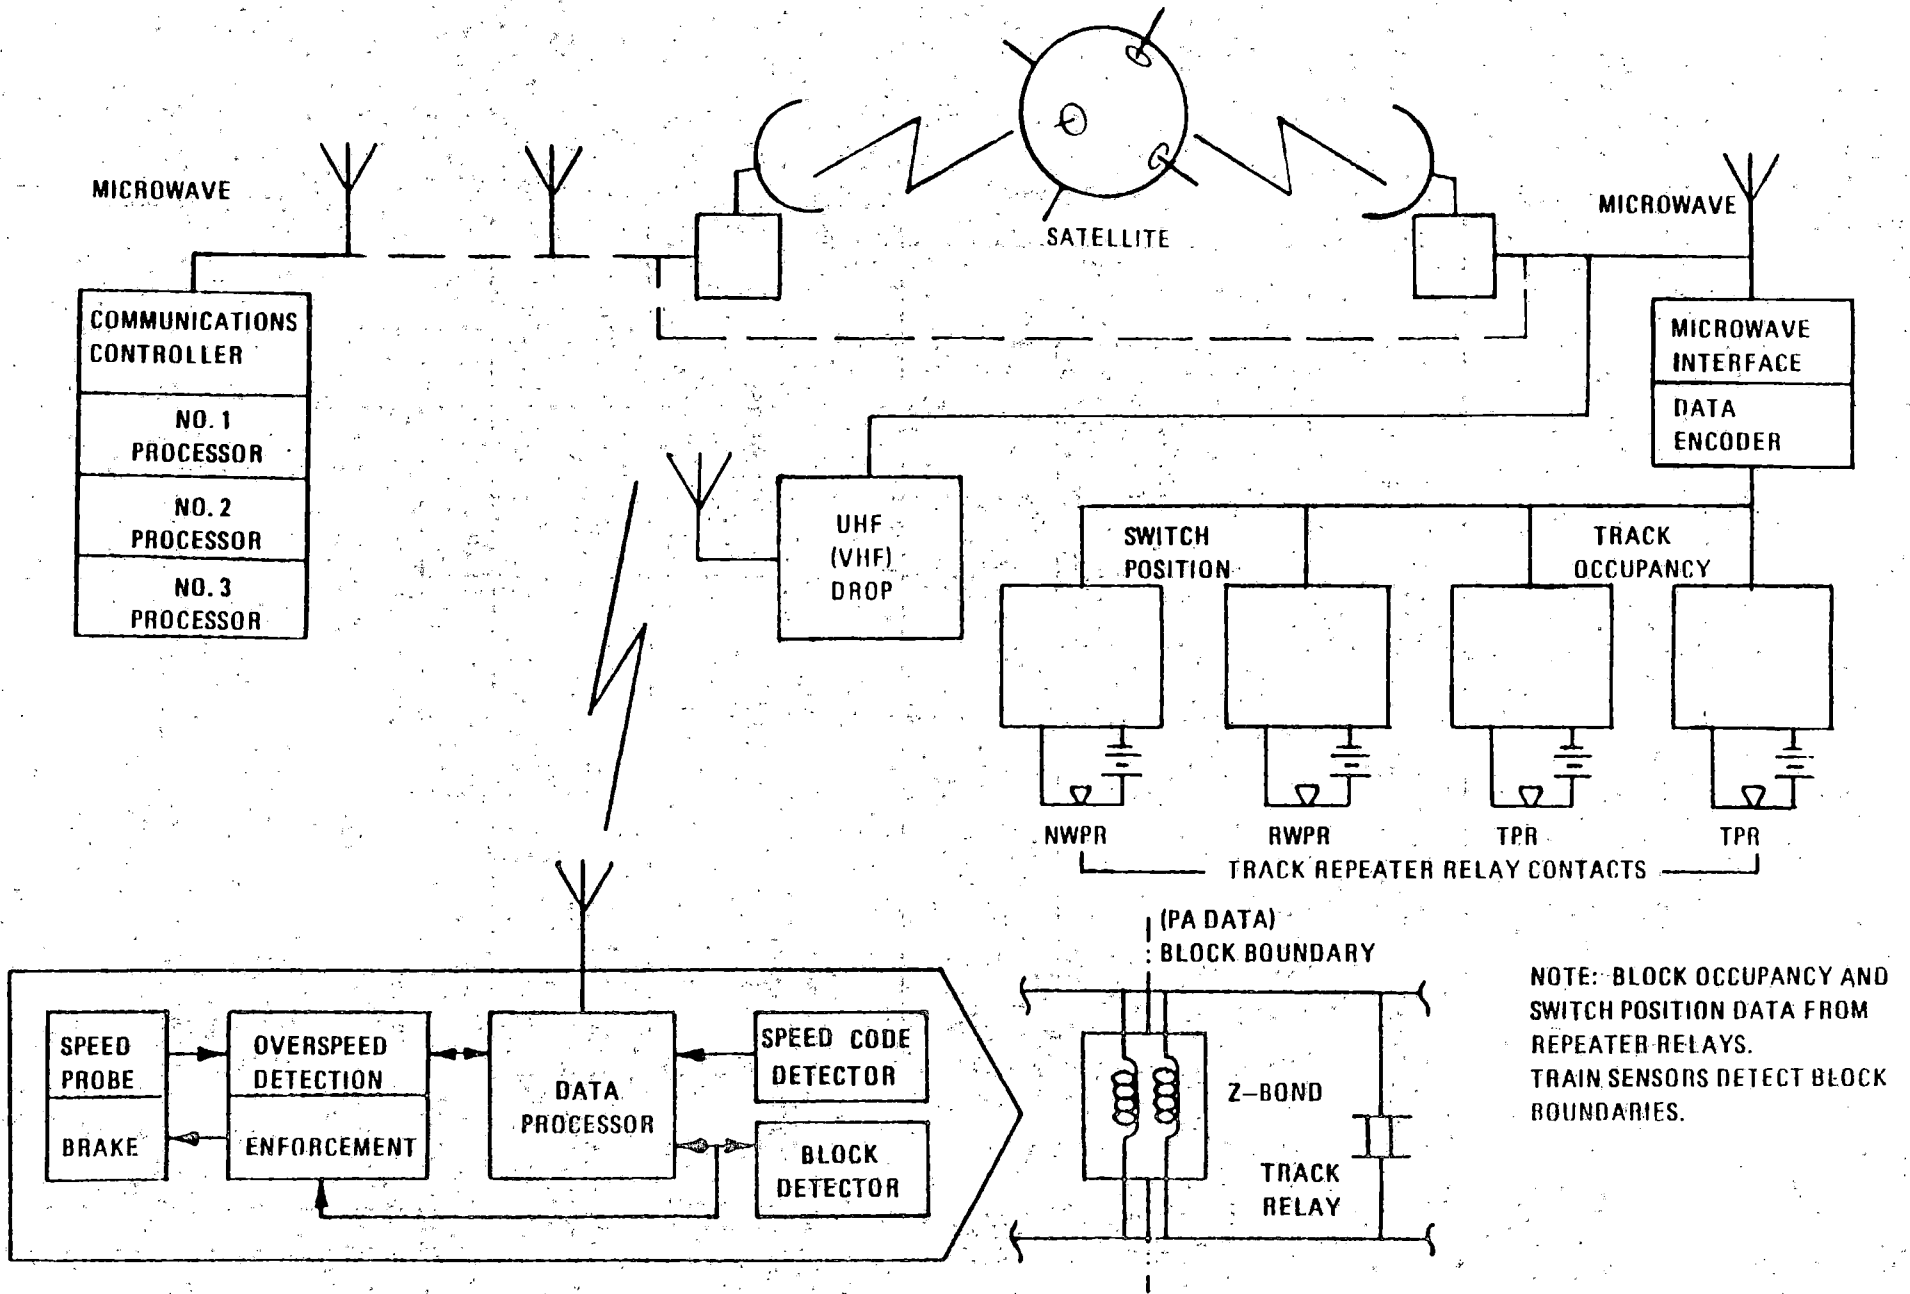 SATELLITE
MICROWAVE
MICROWAVE
COMMUNICATIONS
CONTROLLER
NO. 1
PROCESSOR
NO. 2
PROCESSOR
NO. 3
PROCESSOR
MICROWAVE
INTERFACE
DATA
ENCODER
UHF
(VHF)
DROP
SWITCH
POSITION
TRACK
OCCUPANCY
NWPR
RWPR
TPR
TPR
TRACK REPEATER RELAY CONTACTS
(PA DATA)
BLOCK BOUNDARY
SPEED
PROBE
BRAKE
OVERSPEED
DETECTION
ENFORCEMENT
DATA
PROCESSOR
SPEED CODE
DETECTOR
BLOCK
DETECTOR
Z-BOND
TRACK
RELAY
NOTE: BLOCK OCCUPANCY AND
SWITCH POSITION DATA FROM
REPEATER RELAYS.
TRAIN SENSORS DETECT BLOCK
BOUNDARIES.